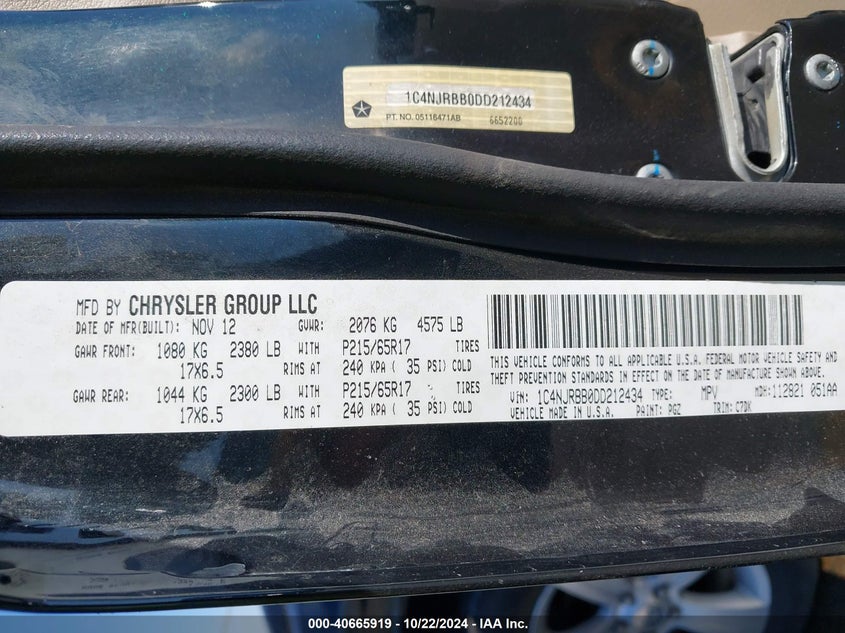 1C4NJRBB0DD212434
PT. NO. 05116471AB 6652200
MFD BY CHRYSLER GROUP LLC
DATE OF MFR(BUILT): NOV 12 GVWR: 2076 KG 4575 LB
GAWR FRONT: 1080 KG 2380 LB WITH P215/65R17 TIRES
17X6.5 RIMS AT 240 KPA ( 35 PSI) COLD
GAWR REAR: 1044 KG 2300 LB WITH P215/65R17 TIRES
17X6.5 RIMS AT 240 KPA ( 35 PSI) COLD
THIS VEHICLE CONFORMS TO ALL APPLICABLE U.S.A. FEDERAL MOTOR VEHICLE SAFETY AND
THEFT PREVENTION STANDARDS IN EFFECT ON THE DATE OF MANUFACTURE SHOWN ABOVE.
VIN: 1C4NJRBB0DD212434 TYPE: MPV MDH: 112821 051AA
VEHICLE MADE IN U.S.A. PAINT: PGZ TRIM: C7DK
000-40665919 - 10/22/2024 - IAA Inc.